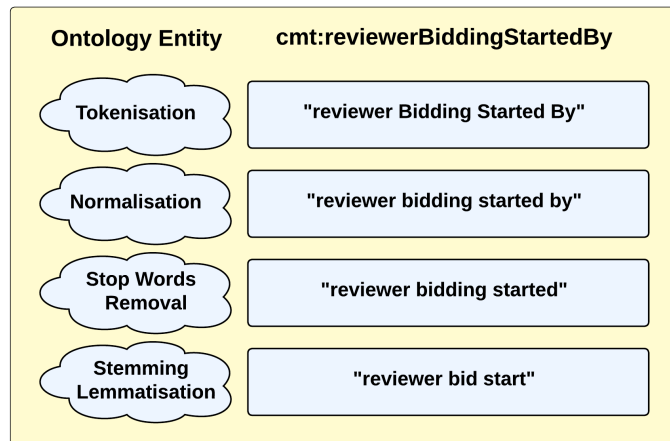 Ontology Entity cmt:reviewerBiddingStartedBy
Tokenisation "reviewer Bidding Started By"
Normalisation "reviewer bidding started by"
Stop Words
Removal "reviewer bidding started"
Stemming
Lemmatisation "reviewer bid start"